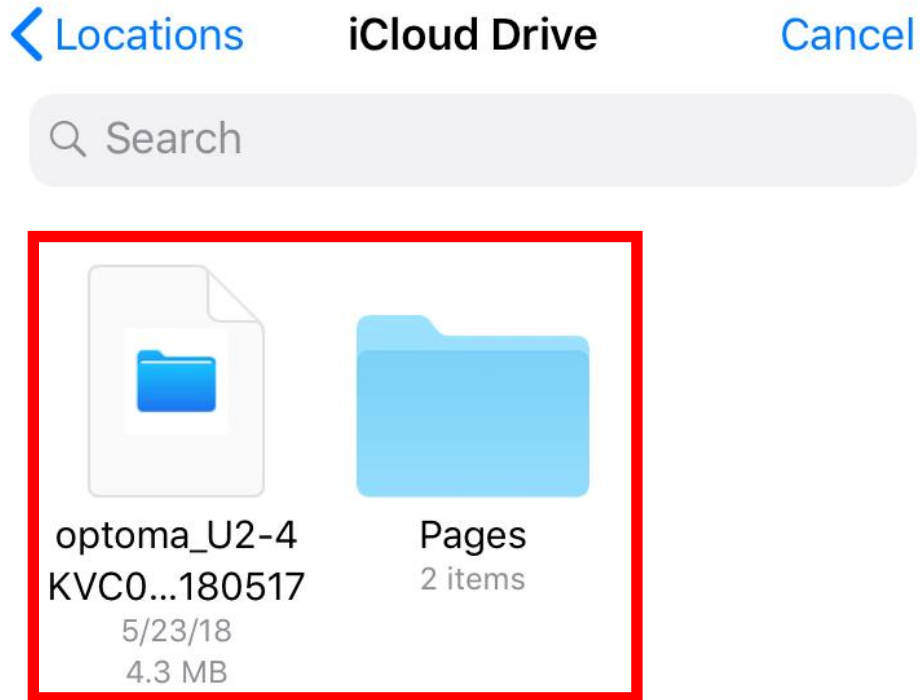 Locations
iCloud Drive
Cancel
Search
optoma_U2-4
KVC0...180517
5/23/18
4.3 MB
Pages
2 items